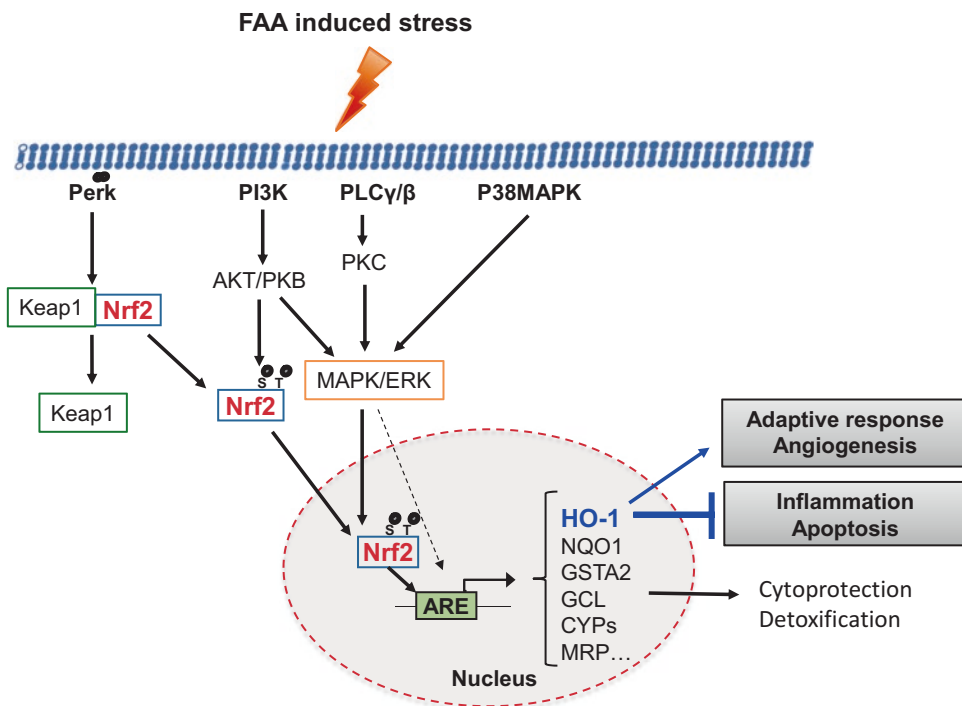 FAA induced stress
Perk
PI3K
PLCγ/β
P38MAPK
AKT/PKB
PKC
Keap1
Nrf2
S T
MAPK/ERK
Keap1
Nrf2
Adaptive response
Angiogenesis
Inflammation
Apoptosis
S T
Nrf2
ARE
HO-1
NQO1
GSTA2
GCL
CYPs
MRP...
Cytoprotection
Detoxification
Nucleus